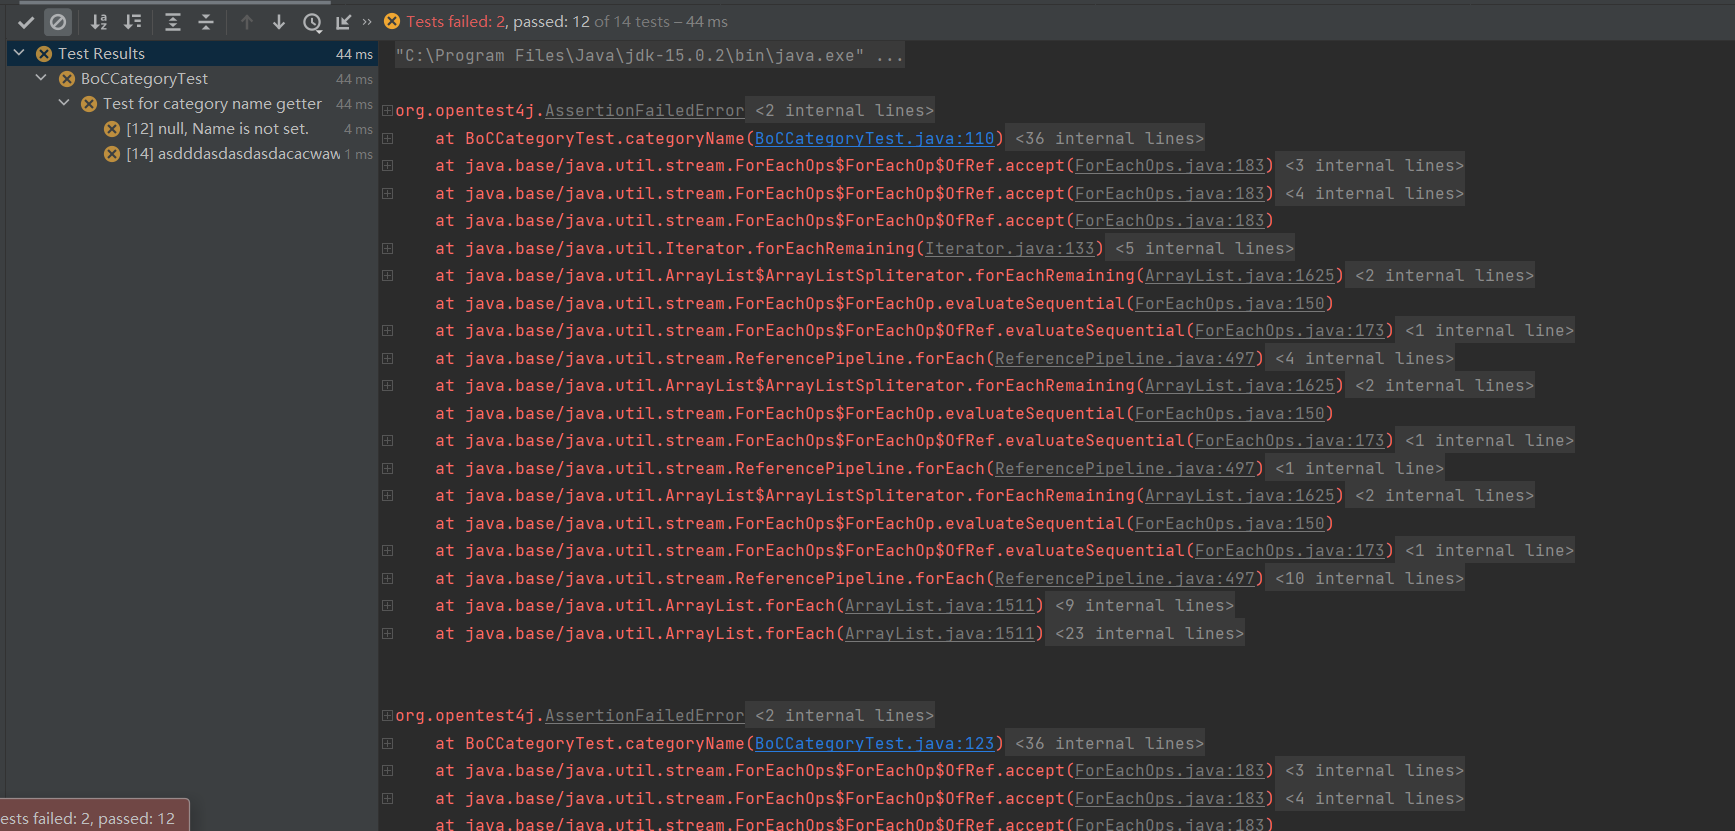 Tests failed: 2, passed: 12 of 14 tests – 44 ms
Test Results 44 ms
BoCCategoryTest 44 ms
Test for category name getter 44 ms
[12] null, Name is not set. 4 ms
[14] asdddasdasdasdacacwaw 1 ms
"C:\Program Files\Java\jdk-15.0.2\bin\java.exe" ...
org.opentest4j.AssertionFailedError <2 internal lines>
at BoCCategoryTest.categoryName(BoCCategoryTest.java:110) <36 internal lines>
at java.base/java.util.stream.ForEachOps$ForEachOp$OfRef.accept(ForEachOps.java:183) <3 internal lines>
at java.base/java.util.stream.ForEachOps$ForEachOp$OfRef.accept(ForEachOps.java:183) <4 internal lines>
at java.base/java.util.stream.ForEachOps$ForEachOp$OfRef.accept(ForEachOps.java:183)
at java.base/java.util.Iterator.forEachRemaining(Iterator.java:133) <5 internal lines>
at java.base/java.util.ArrayList$ArrayListSpliterator.forEachRemaining(ArrayList.java:1625) <2 internal lines>
at java.base/java.util.stream.ForEachOps$ForEachOp.evaluateSequential(ForEachOps.java:150)
at java.base/java.util.stream.ForEachOps$ForEachOp$OfRef.evaluateSequential(ForEachOps.java:173) <1 internal line>
at java.base/java.util.stream.ReferencePipeline.forEach(ReferencePipeline.java:497) <4 internal lines>
at java.base/java.util.ArrayList$ArrayListSpliterator.forEachRemaining(ArrayList.java:1625) <2 internal lines>
at java.base/java.util.stream.ForEachOps$ForEachOp.evaluateSequential(ForEachOps.java:150)
at java.base/java.util.stream.ForEachOps$ForEachOp$OfRef.evaluateSequential(ForEachOps.java:173) <1 internal line>
at java.base/java.util.stream.ReferencePipeline.forEach(ReferencePipeline.java:497) <1 internal line>
at java.base/java.util.ArrayList$ArrayListSpliterator.forEachRemaining(ArrayList.java:1625) <2 internal lines>
at java.base/java.util.stream.ForEachOps$ForEachOp.evaluateSequential(ForEachOps.java:150)
at java.base/java.util.stream.ForEachOps$ForEachOp$OfRef.evaluateSequential(ForEachOps.java:173) <1 internal line>
at java.base/java.util.stream.ReferencePipeline.forEach(ReferencePipeline.java:497) <10 internal lines>
at java.base/java.util.ArrayList.forEach(ArrayList.java:1511) <9 internal lines>
at java.base/java.util.ArrayList.forEach(ArrayList.java:1511) <23 internal lines>
org.opentest4j.AssertionFailedError <2 internal lines>
at BoCCategoryTest.categoryName(BoCCategoryTest.java:123) <36 internal lines>
at java.base/java.util.stream.ForEachOps$ForEachOp$OfRef.accept(ForEachOps.java:183) <3 internal lines>
at java.base/java.util.stream.ForEachOps$ForEachOp$OfRef.accept(ForEachOps.java:183) <4 internal lines>
at java.base/java.util.stream.ForEachOps$ForEachOp$OfRef.accept(ForEachOps.java:183)
ests failed: 2, passed: 12